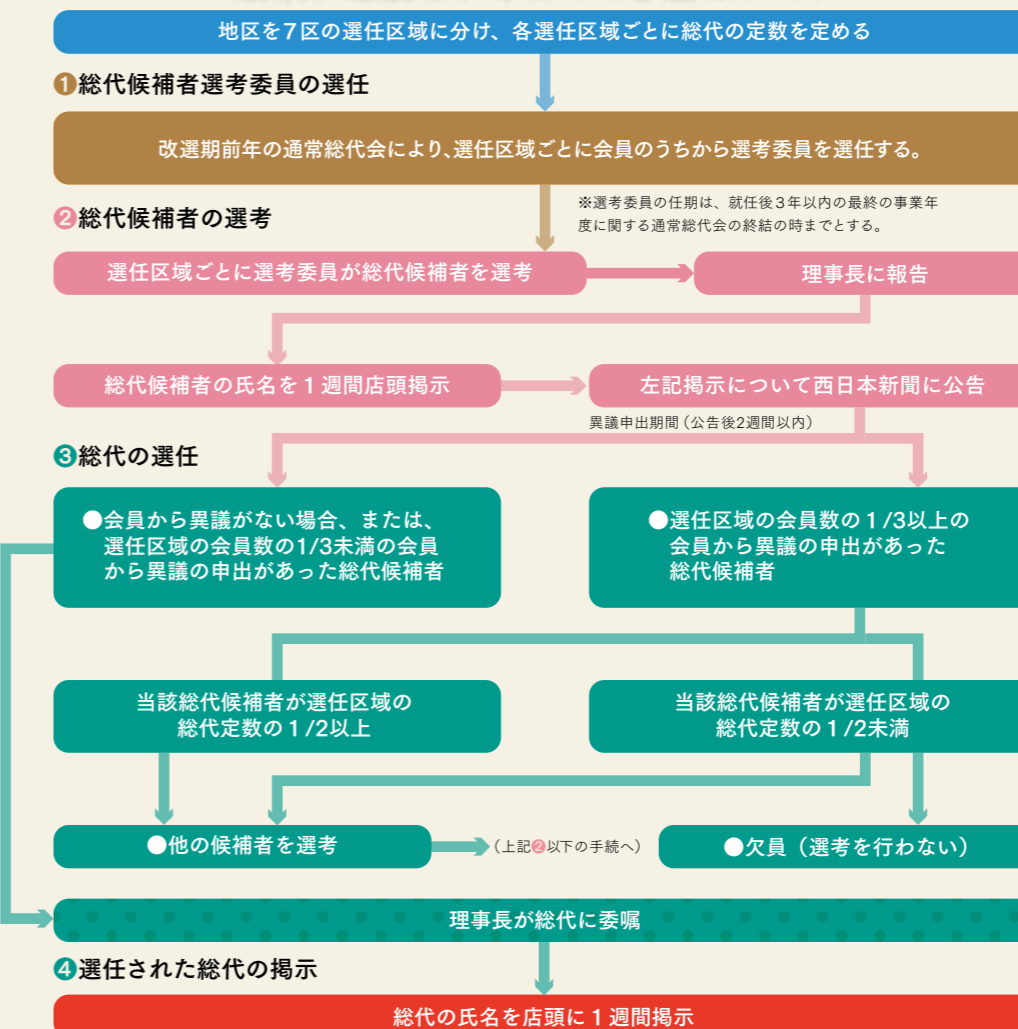 地区を7区の選任区域に分け、各選任区域ごとに総代の定数を定める
❶総代候補者選考委員の選任
改選期前年の通常総代会により、選任区域ごとに会員のうちから選考委員を選任する。
※選考委員の任期は、就任後3年以内の最終の事業年
度に関する通常総代会の終結の時までとする。
❷総代候補者の選考
選任区域ごとに選考委員が総代候補者を選考
理事長に報告
総代候補者の氏名を1週間店頭掲示
左記掲示について西日本新聞に公告
異議申出期間(公告後2週間以内)
❸総代の選任
●会員から異議がない場合、または、
選任区域の会員数の1/3未満の会員
から異議の申出があった総代候補者
●選任区域の会員数の1/3以上の
会員から異議の申出があった
総代候補者
当該総代候補者が選任区域の
総代定数の1/2以上
当該総代候補者が選任区域の
総代定数の1/2未満
●他の候補者を選考
(上記❷以下の手続へ)
●欠員(選考を行わない)
理事長が総代に委嘱
❹選任された総代の掲示
総代の氏名を店頭に1週間掲示